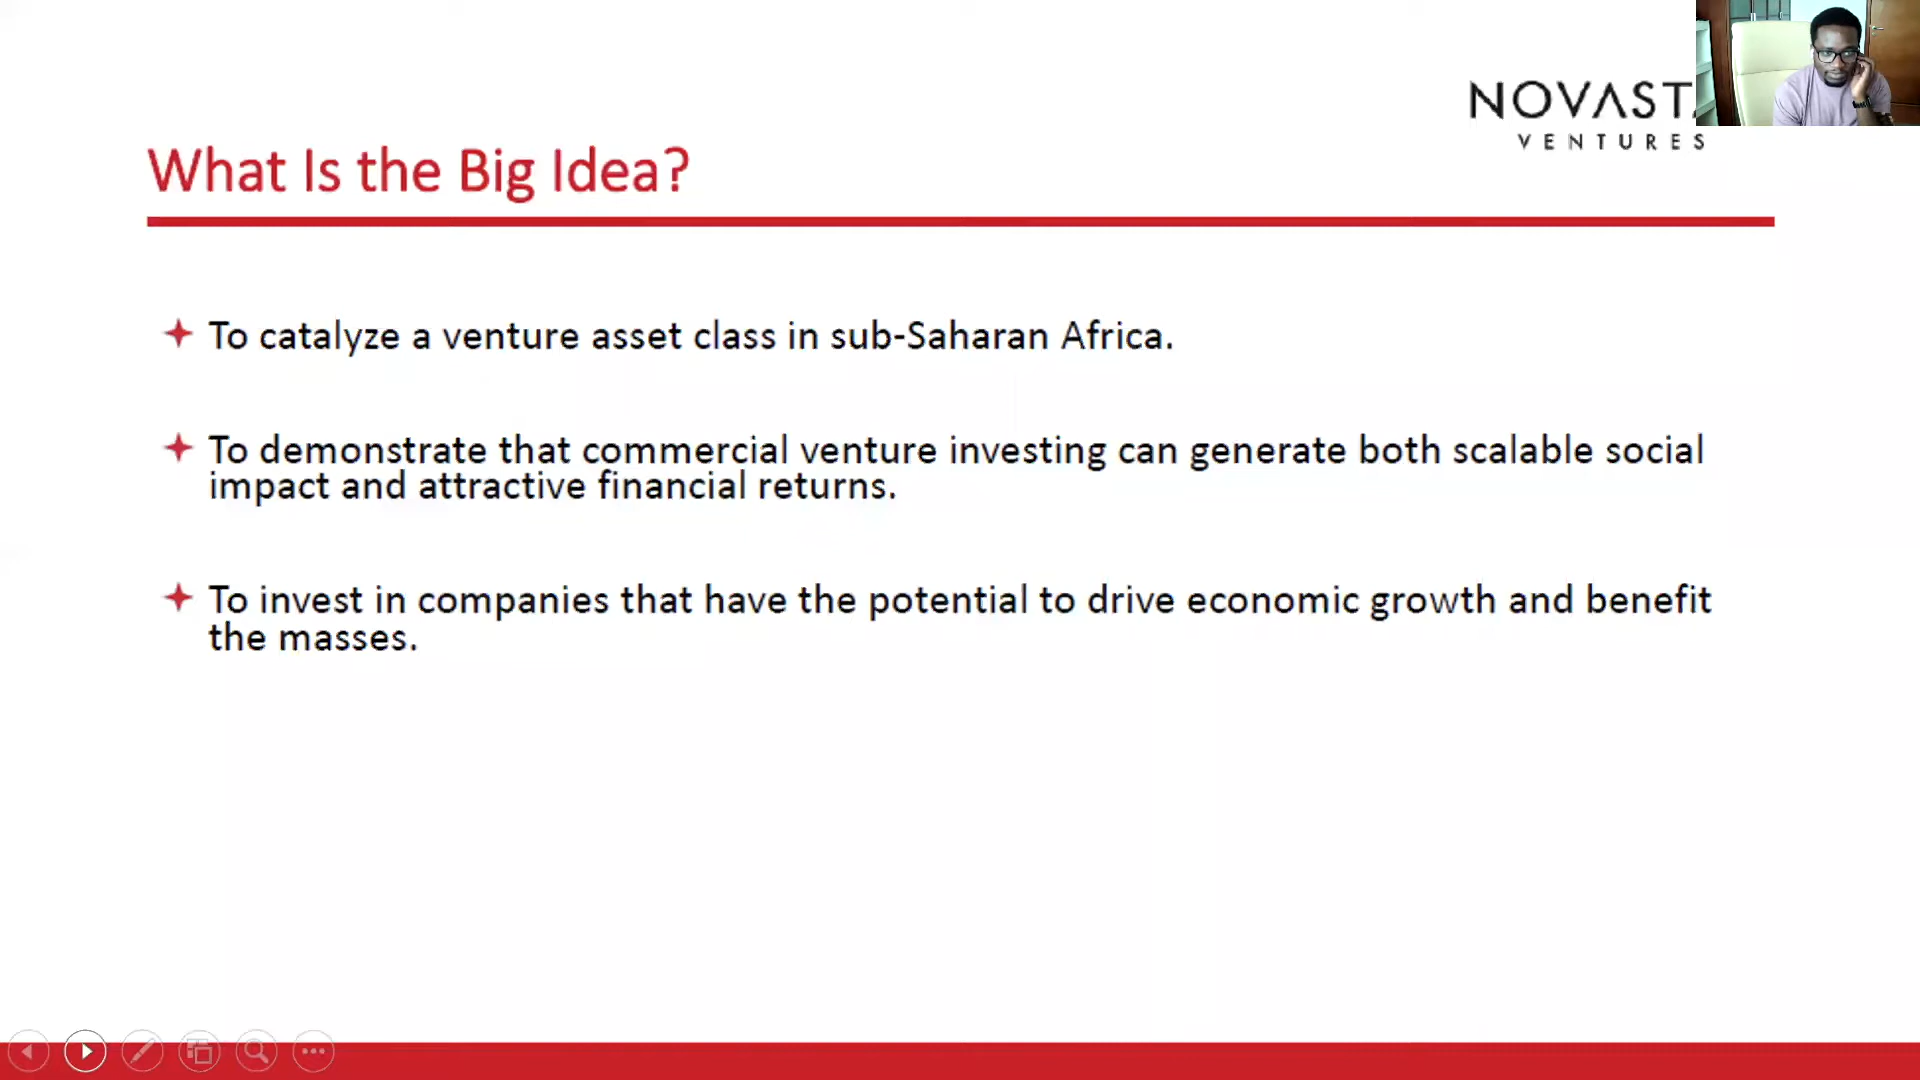 NOVAST
VENTURES
What Is the Big Idea?
To catalyze a venture asset class in sub-Saharan Africa.
To demonstrate that commercial venture investing can generate both scalable social
impact and attractive financial returns.
To invest in companies that have the potential to drive economic growth and benefit
the masses.